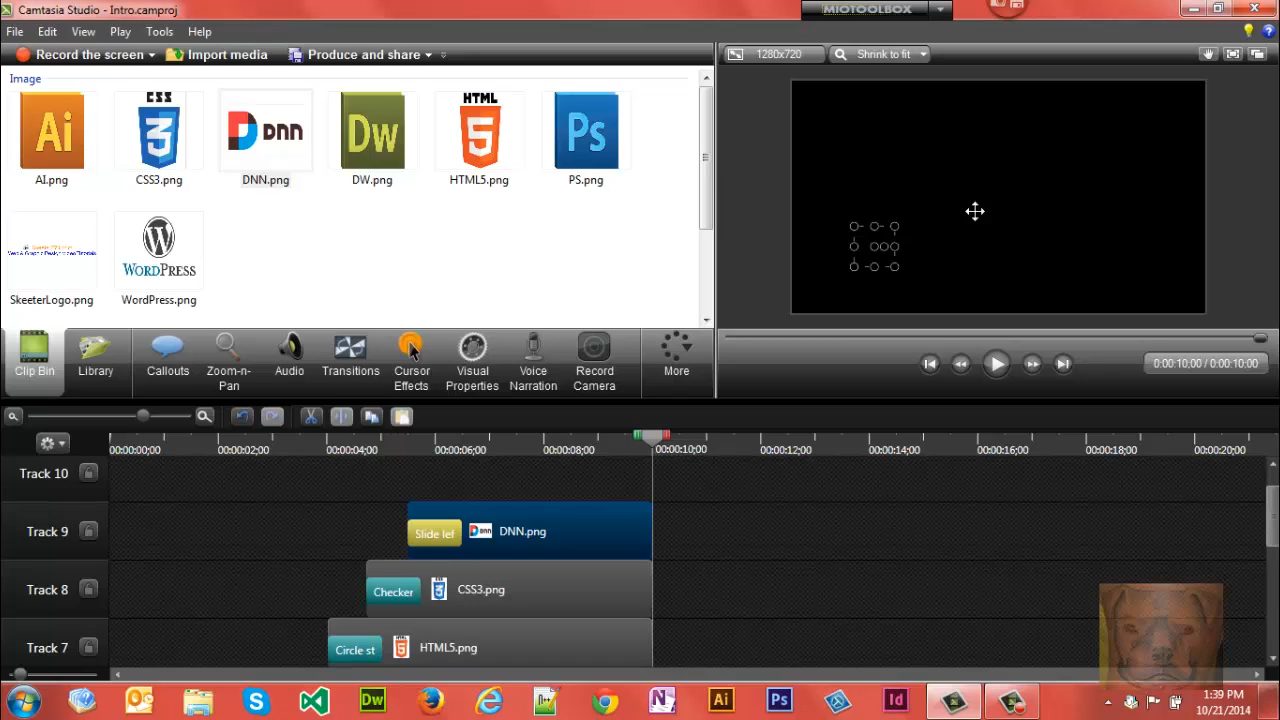 Camtasia Studio - Intro.camproj
MIOTOOLBOX
File Edit View Play Tools Help
Record the screen Import media Produce and share
1280x720 Shrink to fit
Image
Ai
CSS
3
DNN
Dw
HTML
5
Ps
AI.png CSS3.png DNN.png DW.png HTML5.png PS.png
WORDPRESS
SkeeterLogo.png WordPress.png
Clip Bin Library Callouts Zoom-n-Pan Audio Transitions Cursor Effects Visual Properties Voice Narration Record Camera More
0:00:10;00 / 0:00:10;00
00:00:00;00 00:00:02;00 00:00:04;00 00:00:06;00 00:00:08;00 00:00:10;00 00:00:12;00 00:00:14;00 00:00:16;00 00:00:18;00 00:00:20;00
Track 10
Track 9 Slide lef DNN.png
Track 8 Checker CSS3.png
Track 7 Circle st HTML5.png
Dw Ai Ps Id
1:39 PM
10/21/2014